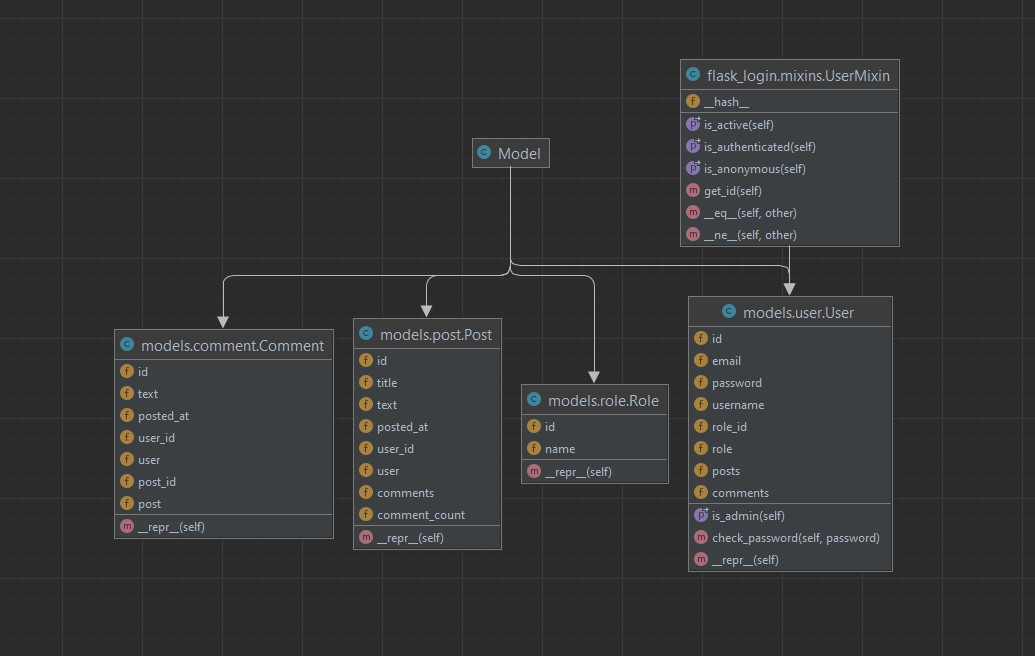 flask_login.mixins.UserMixin
__hash__
is_active(self)
is_authenticated(self)
is_anonymous(self)
get_id(self)
__eq__(self, other)
__ne__(self, other)
Model
models.comment.Comment
id
text
posted_at
user_id
user
post_id
post
__repr__(self)
models.post.Post
id
title
text
posted_at
user_id
user
comments
comment_count
__repr__(self)
models.role.Role
id
name
__repr__(self)
models.user.User
id
email
password
username
role_id
role
posts
comments
is_admin(self)
check_password(self, password)
__repr__(self)